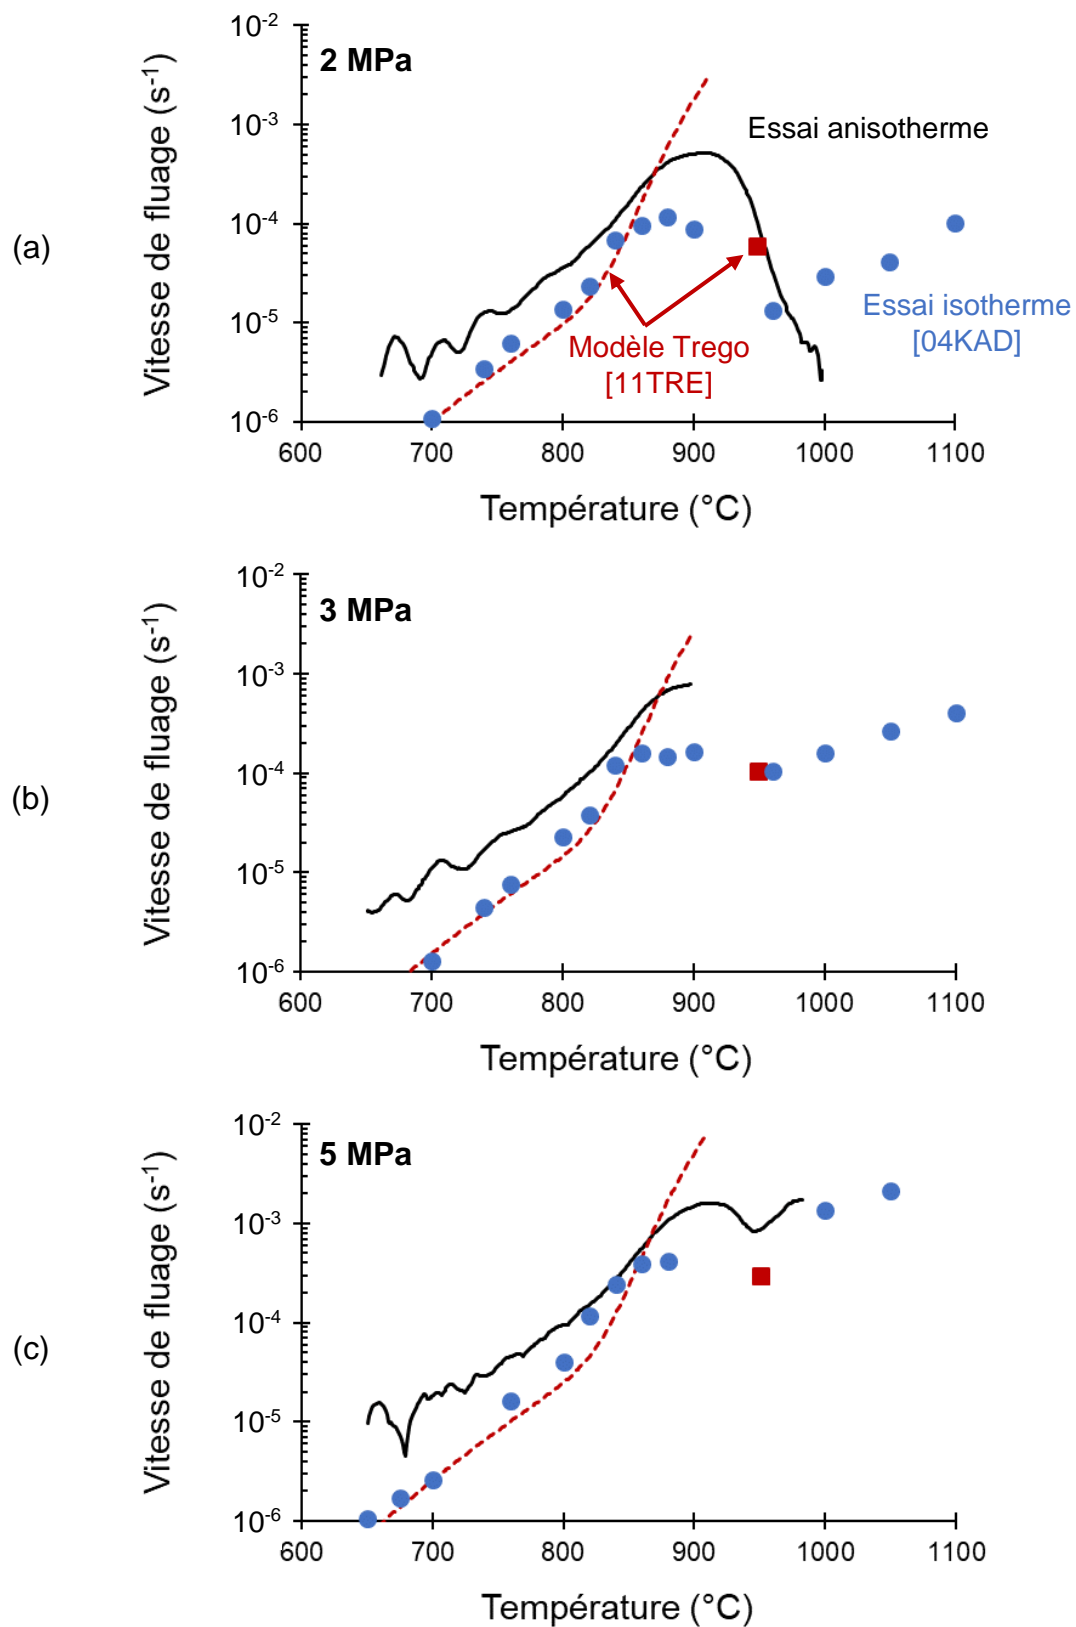 (a)
Vitesse de fluage (s-1)
10-2
10-3
10-4
10-5
10-6
2 MPa
Essai anisotherme
Essai isotherme
[04KAD]
Modèle Trego
[11TRE]
600 700 800 900 1000 1100
Température (°C)
(b)
Vitesse de fluage (s-1)
10-2
10-3
10-4
10-5
10-6
3 MPa
600 700 800 900 1000 1100
Température (°C)
(c)
Vitesse de fluage (s-1)
10-2
10-3
10-4
10-5
10-6
5 MPa
600 700 800 900 1000 1100
Température (°C)